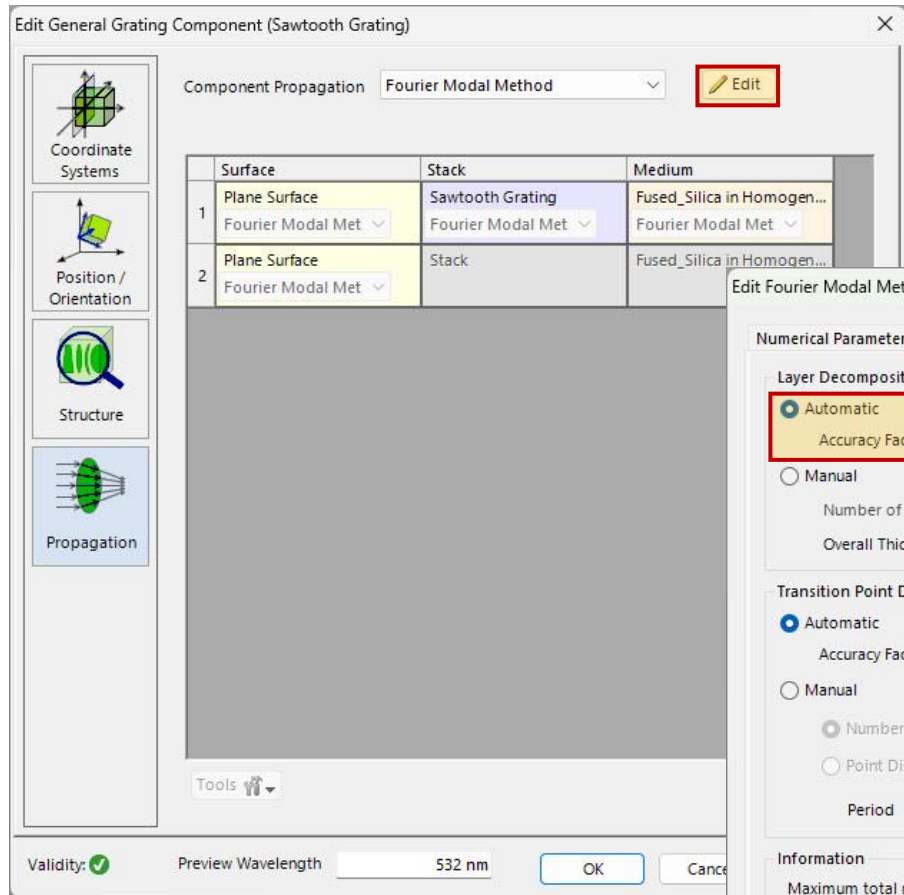 Edit General Grating Component (Sawtooth Grating)
Component Propagation Fourier Modal Method Edit
Coordinate
Systems
Position /
Orientation
Structure
Propagation
Surface Stack Medium
1 Plane Surface Sawtooth Grating Fused_Silica in Homogen...
Fourier Modal Met Fourier Modal Met Fourier Modal Met
2 Plane Surface Stack Fused_Silica in Homogen...
Fourier Modal Met
Tools
Validity: Preview Wavelength 532 nm OK Cance
Edit Fourier Modal Met
Numerical Parameter
Layer Decomposit
Automatic
Accuracy Fac
Manual
Number of
Overall Thic
Transition Point D
Automatic
Accuracy Fac
Manual
Number
Point Di
Period
Information
Maximum total